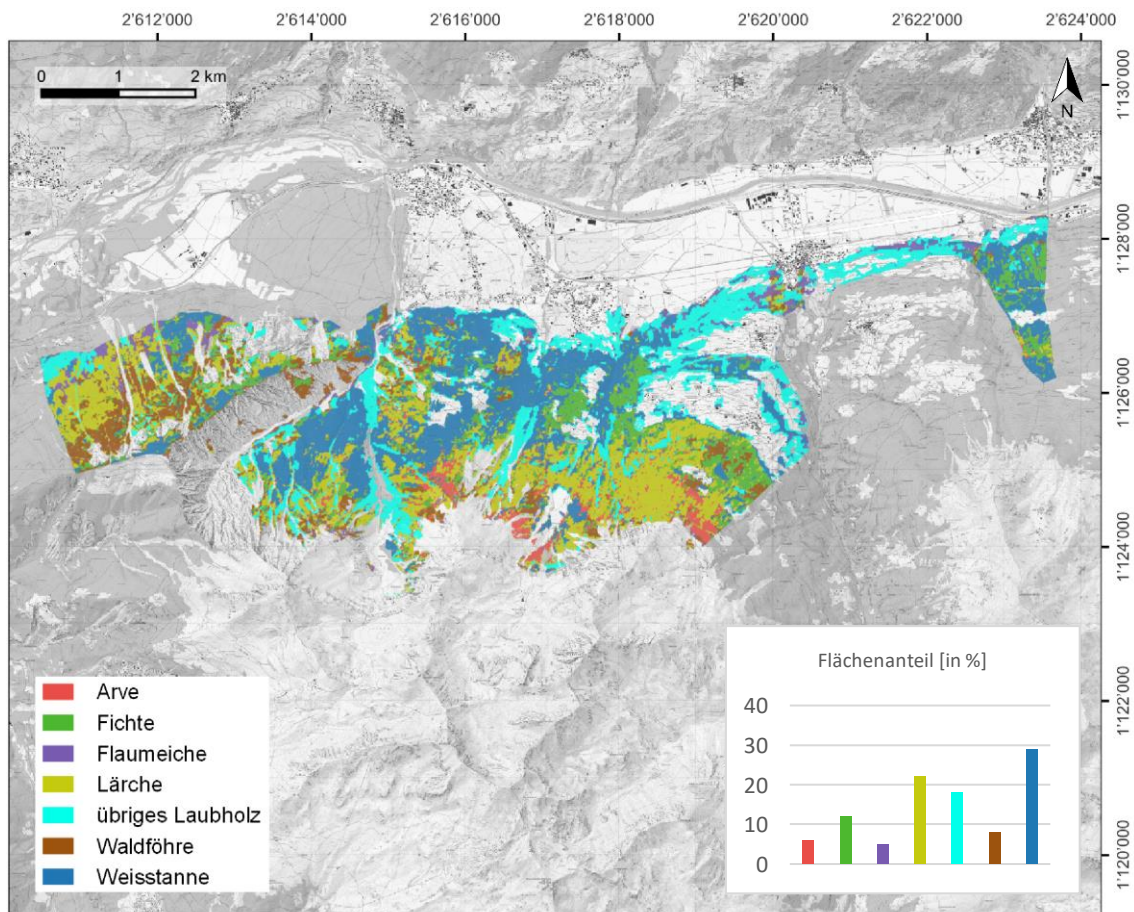 2'612'000 2'614'000 2'616'000 2'618'000 2'620'000 2'622'000 2'624'000
0 1 2 km
N
1'130'000
1'128'000
1'126'000
1'124'000
1'122'000
1'120'000
Arve
Fichte
Flaumeiche
Lärche
übriges Laubholz
Waldföhre
Weisstanne
Flächenanteil [in %]
40
30
20
10
0